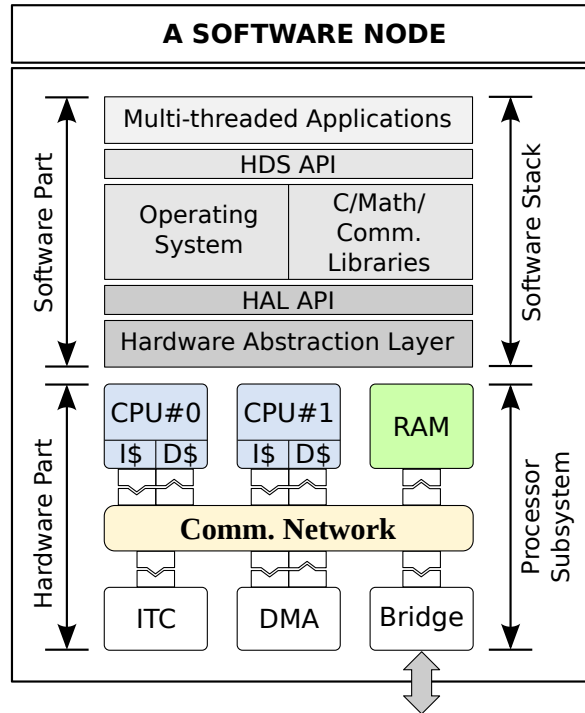 A SOFTWARE NODE
Software Part
Multi-threaded Applications
HDS API
Operating
System
C/Math/
Comm.
Libraries
HAL API
Hardware Abstraction Layer
Software Stack
Hardware Part
CPU#0
I$ D$
CPU#1
I$ D$
RAM
Comm. Network
ITC
DMA
Bridge
Processor
Subsystem